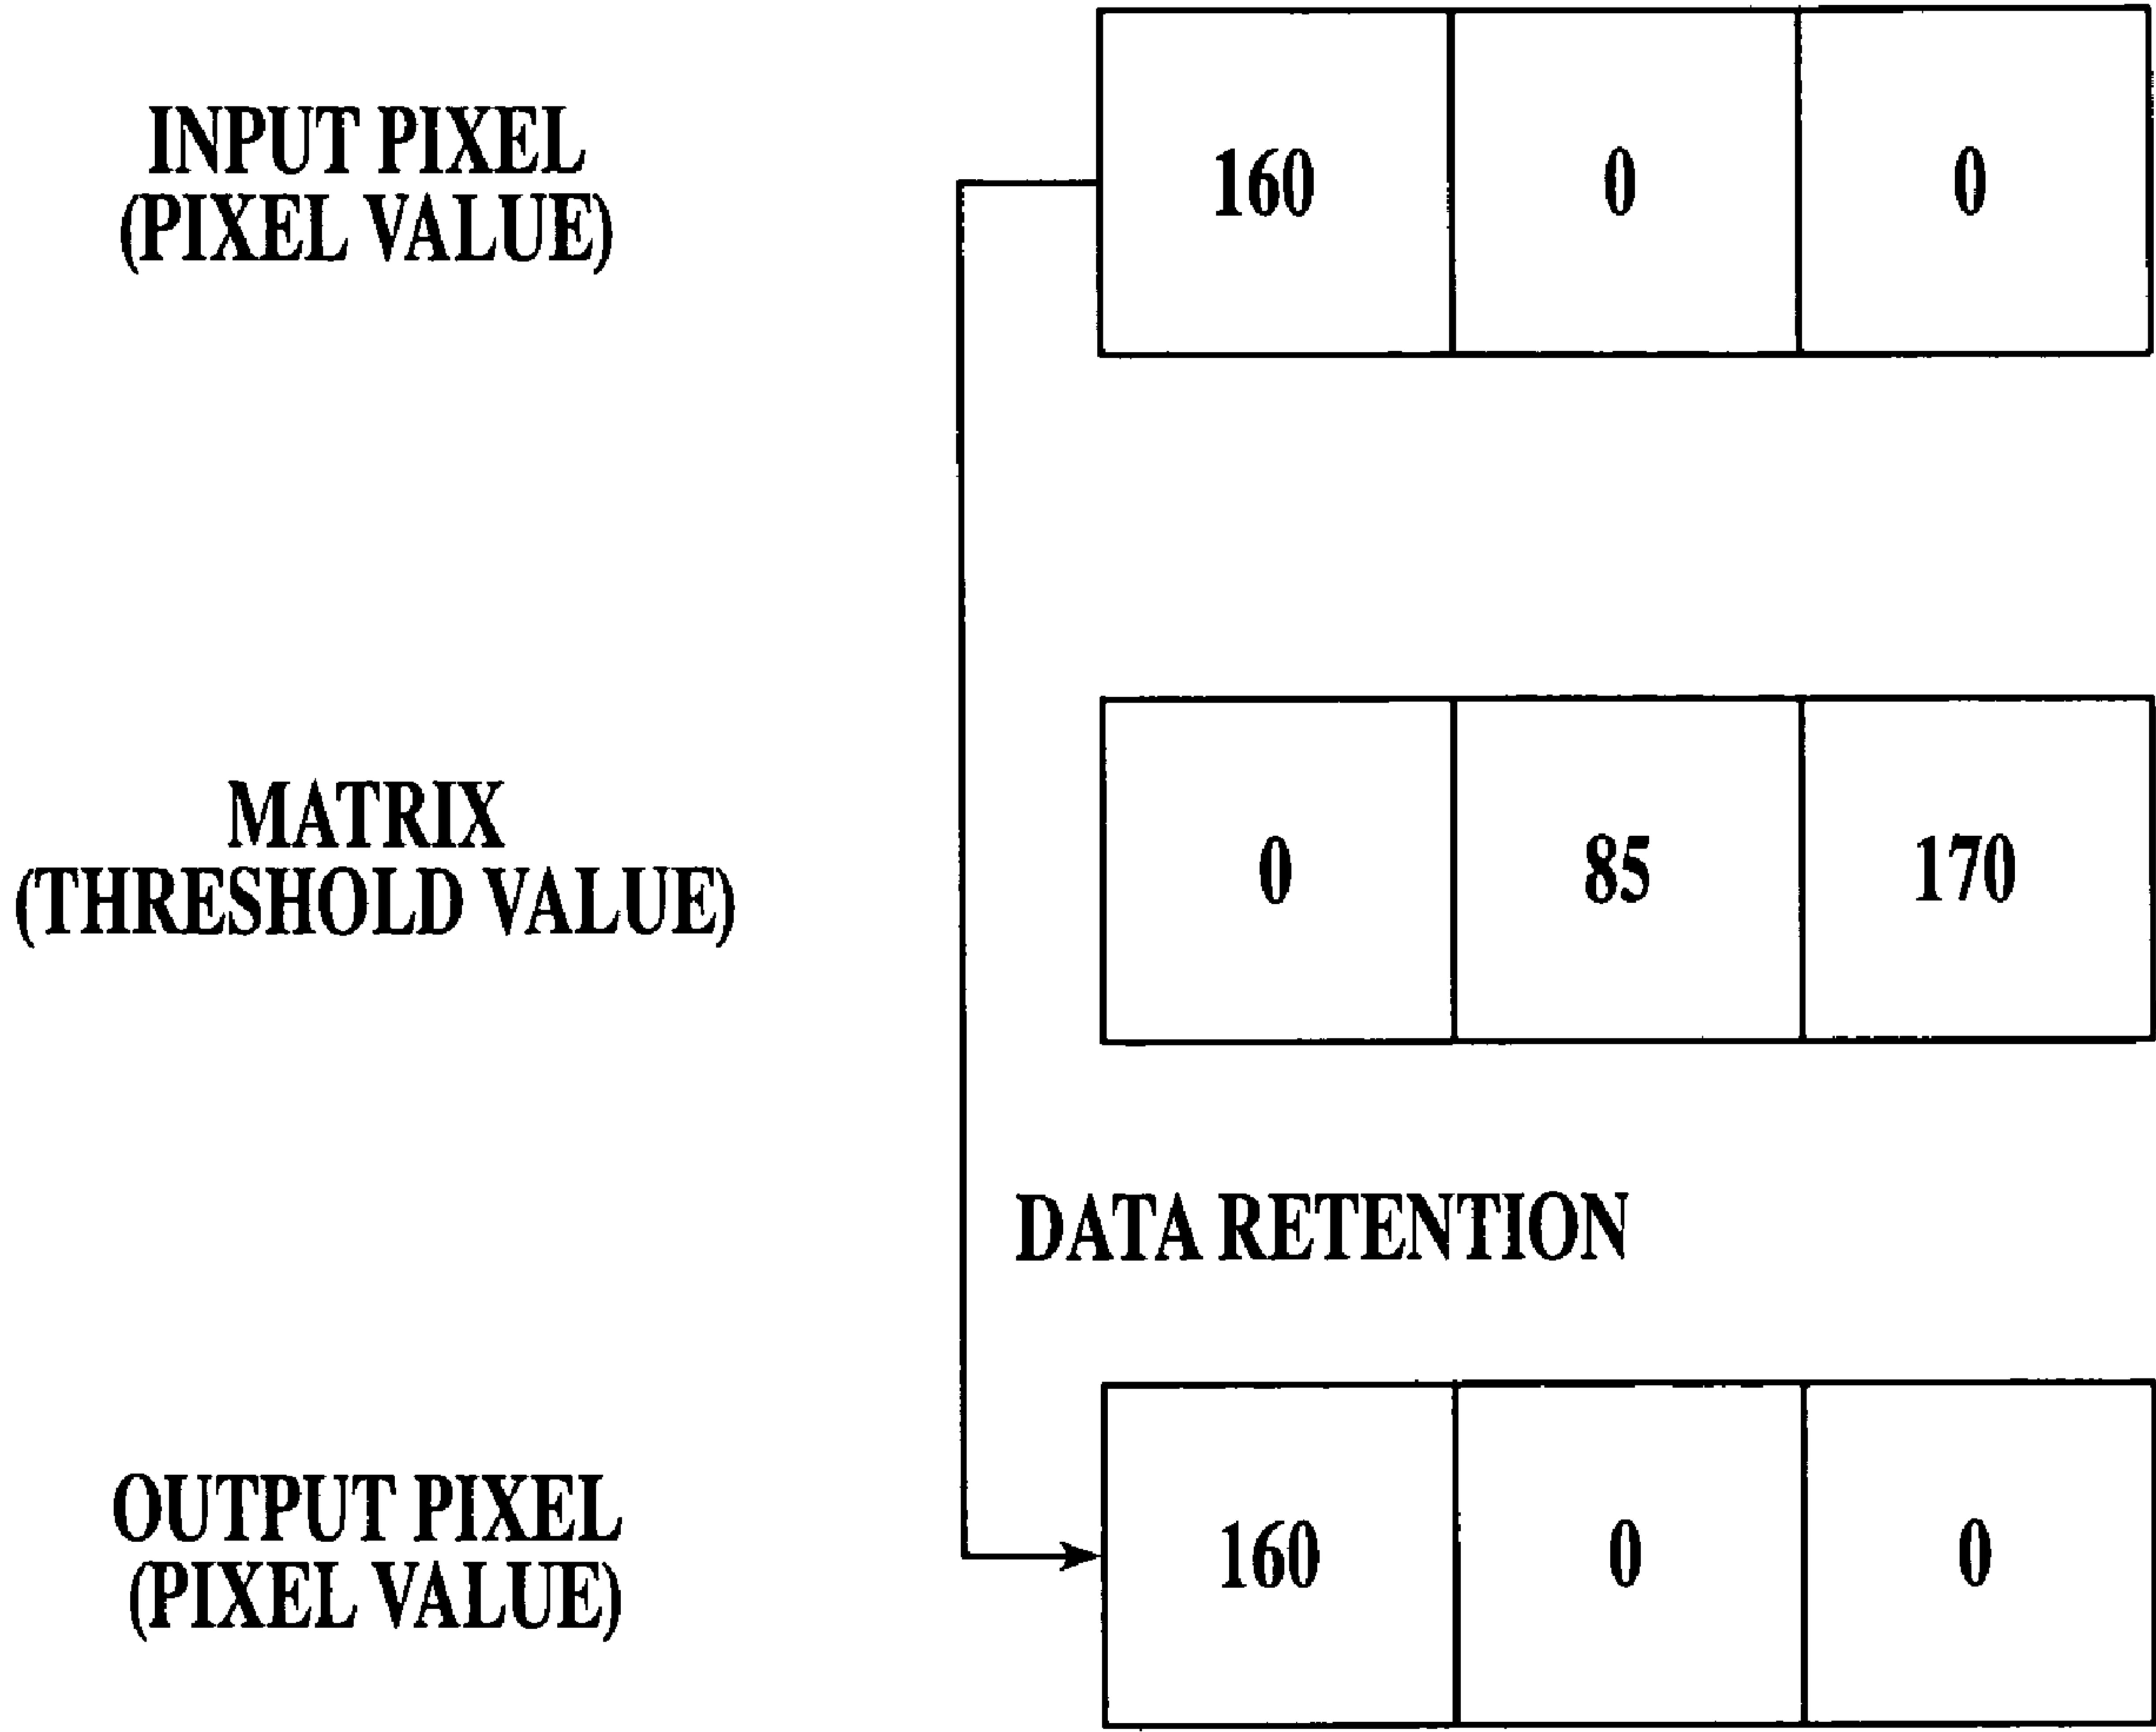 INPUT PIXEL
(PIXEL VALUE)
160 0 0
MATRIX
(THRESHOLD VALUE)
0 85 170
DATA RETENTION
OUTPUT PIXEL
(PIXEL VALUE)
160 0 0